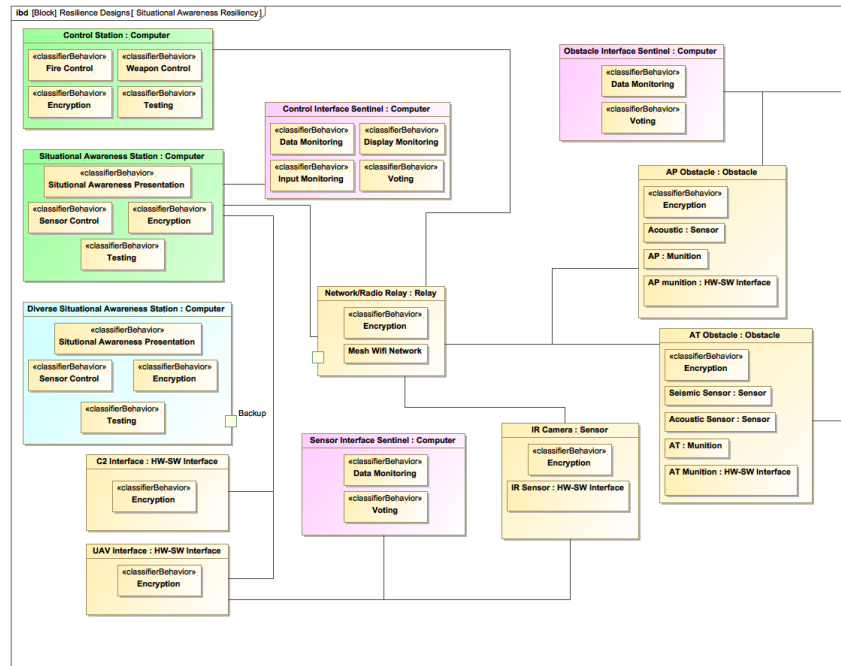 ibd [Block] Resilience Designs [ Situational Awareness Resiliency]
Control Station : Computer
«classifierBehavior»
Fire Control
«classifierBehavior»
Weapon Control
«classifierBehavior»
Encryption
«classifierBehavior»
Testing
Obstacle Interface Sentinel : Computer
«classifierBehavior»
Data Monitoring
«classifierBehavior»
Voting
Control Interface Sentinel : Computer
«classifierBehavior»
Data Monitoring
«classifierBehavior»
Display Monitoring
«classifierBehavior»
Input Monitoring
«classifierBehavior»
Voting
Situational Awareness Station : Computer
«classifierBehavior»
Situtional Awareness Presentation
«classifierBehavior»
Sensor Control
«classifierBehavior»
Encryption
«classifierBehavior»
Testing
AP Obstacle : Obstacle
«classifierBehavior»
Encryption
Acoustic : Sensor
AP : Munition
AP munition : HW-SW Interface
Network/Radio Relay : Relay
«classifierBehavior»
Encryption
Mesh Wifi Network
Diverse Situational Awareness Station : Computer
«classifierBehavior»
Situtional Awareness Presentation
«classifierBehavior»
Sensor Control
«classifierBehavior»
Encryption
«classifierBehavior»
Testing
Backup
AT Obstacle : Obstacle
«classifierBehavior»
Encryption
Seismic Sensor : Sensor
Acoustic Sensor : Sensor
AT : Munition
AT Munition : HW-SW Interface
Sensor Interface Sentinel : Computer
«classifierBehavior»
Data Monitoring
«classifierBehavior»
Voting
IR Camera : Sensor
«classifierBehavior»
Encryption
IR Sensor : HW-SW Interface
C2 Interface : HW-SW Interface
«classifierBehavior»
Encryption
UAV Interface : HW-SW Interface
«classifierBehavior»
Encryption